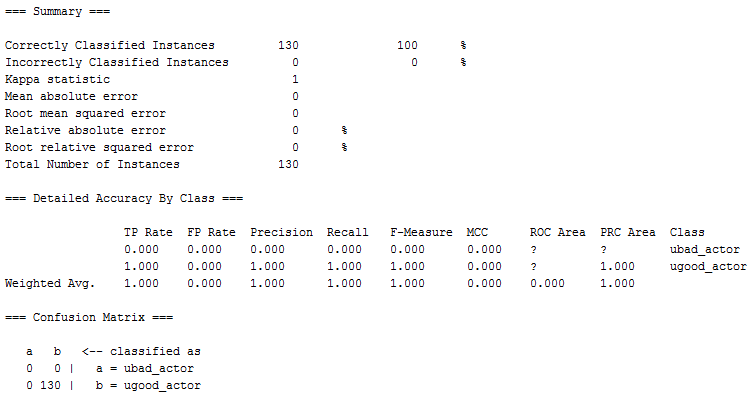 === Summary ===
Correctly Classified Instances 130 100 %
Incorrectly Classified Instances 0 0 %
Kappa statistic 1
Mean absolute error 0
Root mean squared error 0
Relative absolute error 0 %
Root relative squared error 0 %
Total Number of Instances 130
=== Detailed Accuracy By Class ===
TP Rate FP Rate Precision Recall F-Measure MCC ROC Area PRC Area Class
0.000 0.000 0.000 0.000 0.000 0.000 ? ? ubad_actor
1.000 0.000 1.000 1.000 1.000 0.000 ? 1.000 ugood_actor
Weighted Avg. 1.000 0.000 1.000 1.000 1.000 0.000 0.000 1.000
=== Confusion Matrix ===
a b <-- classified as
0 0 | a = ubad_actor
0 130 | b = ugood_actor